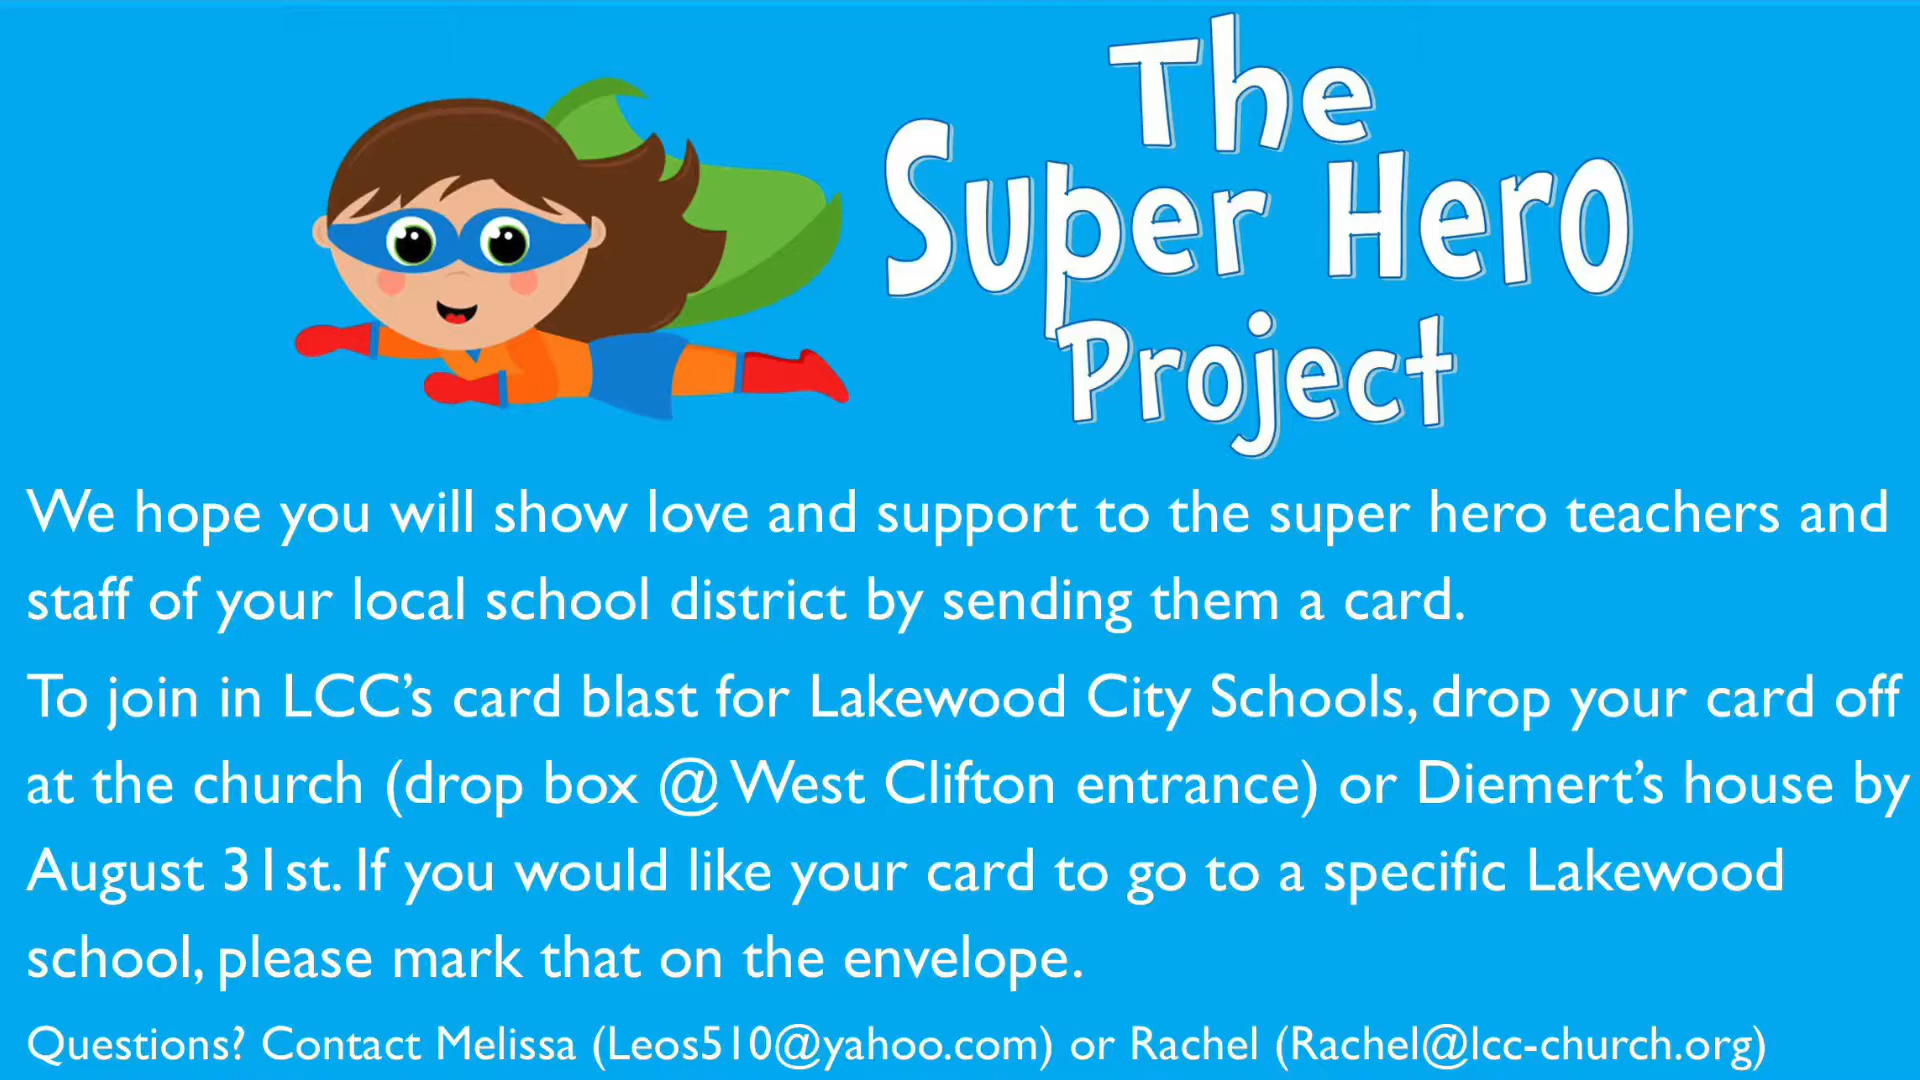 The
Super Hero
Project
We hope you will show love and support to the super hero teachers and
staff of your local school district by sending them a card.
To join in LCC's card blast for Lakewood City Schools, drop your card off
at the church (drop box @ West Clifton entrance) or Diemert's house by
August 31st. If you would like your card to go to a specific Lakewood
school, please mark that on the envelope.
Questions? Contact Melissa (Leos510@yahoo.com) or Rachel (Rachel@lcc-church.org)